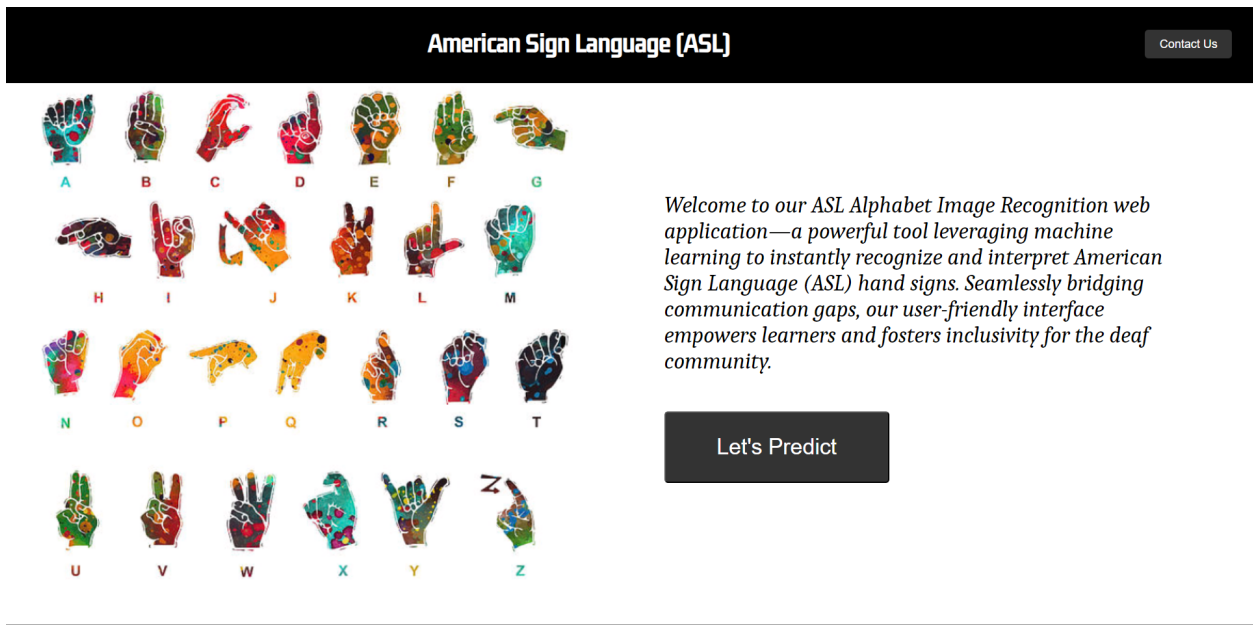 American Sign Language (ASL)
Contact Us
A B C D E F G
H I J K L M
N O P Q R S T
Z
U V W X Y Z
Welcome to our ASL Alphabet Image Recognition web
application—a powerful tool leveraging machine
learning to instantly recognize and interpret American
Sign Language (ASL) hand signs. Seamlessly bridging
communication gaps, our user-friendly interface
empowers learners and fosters inclusivity for the deaf
community.
Let's Predict